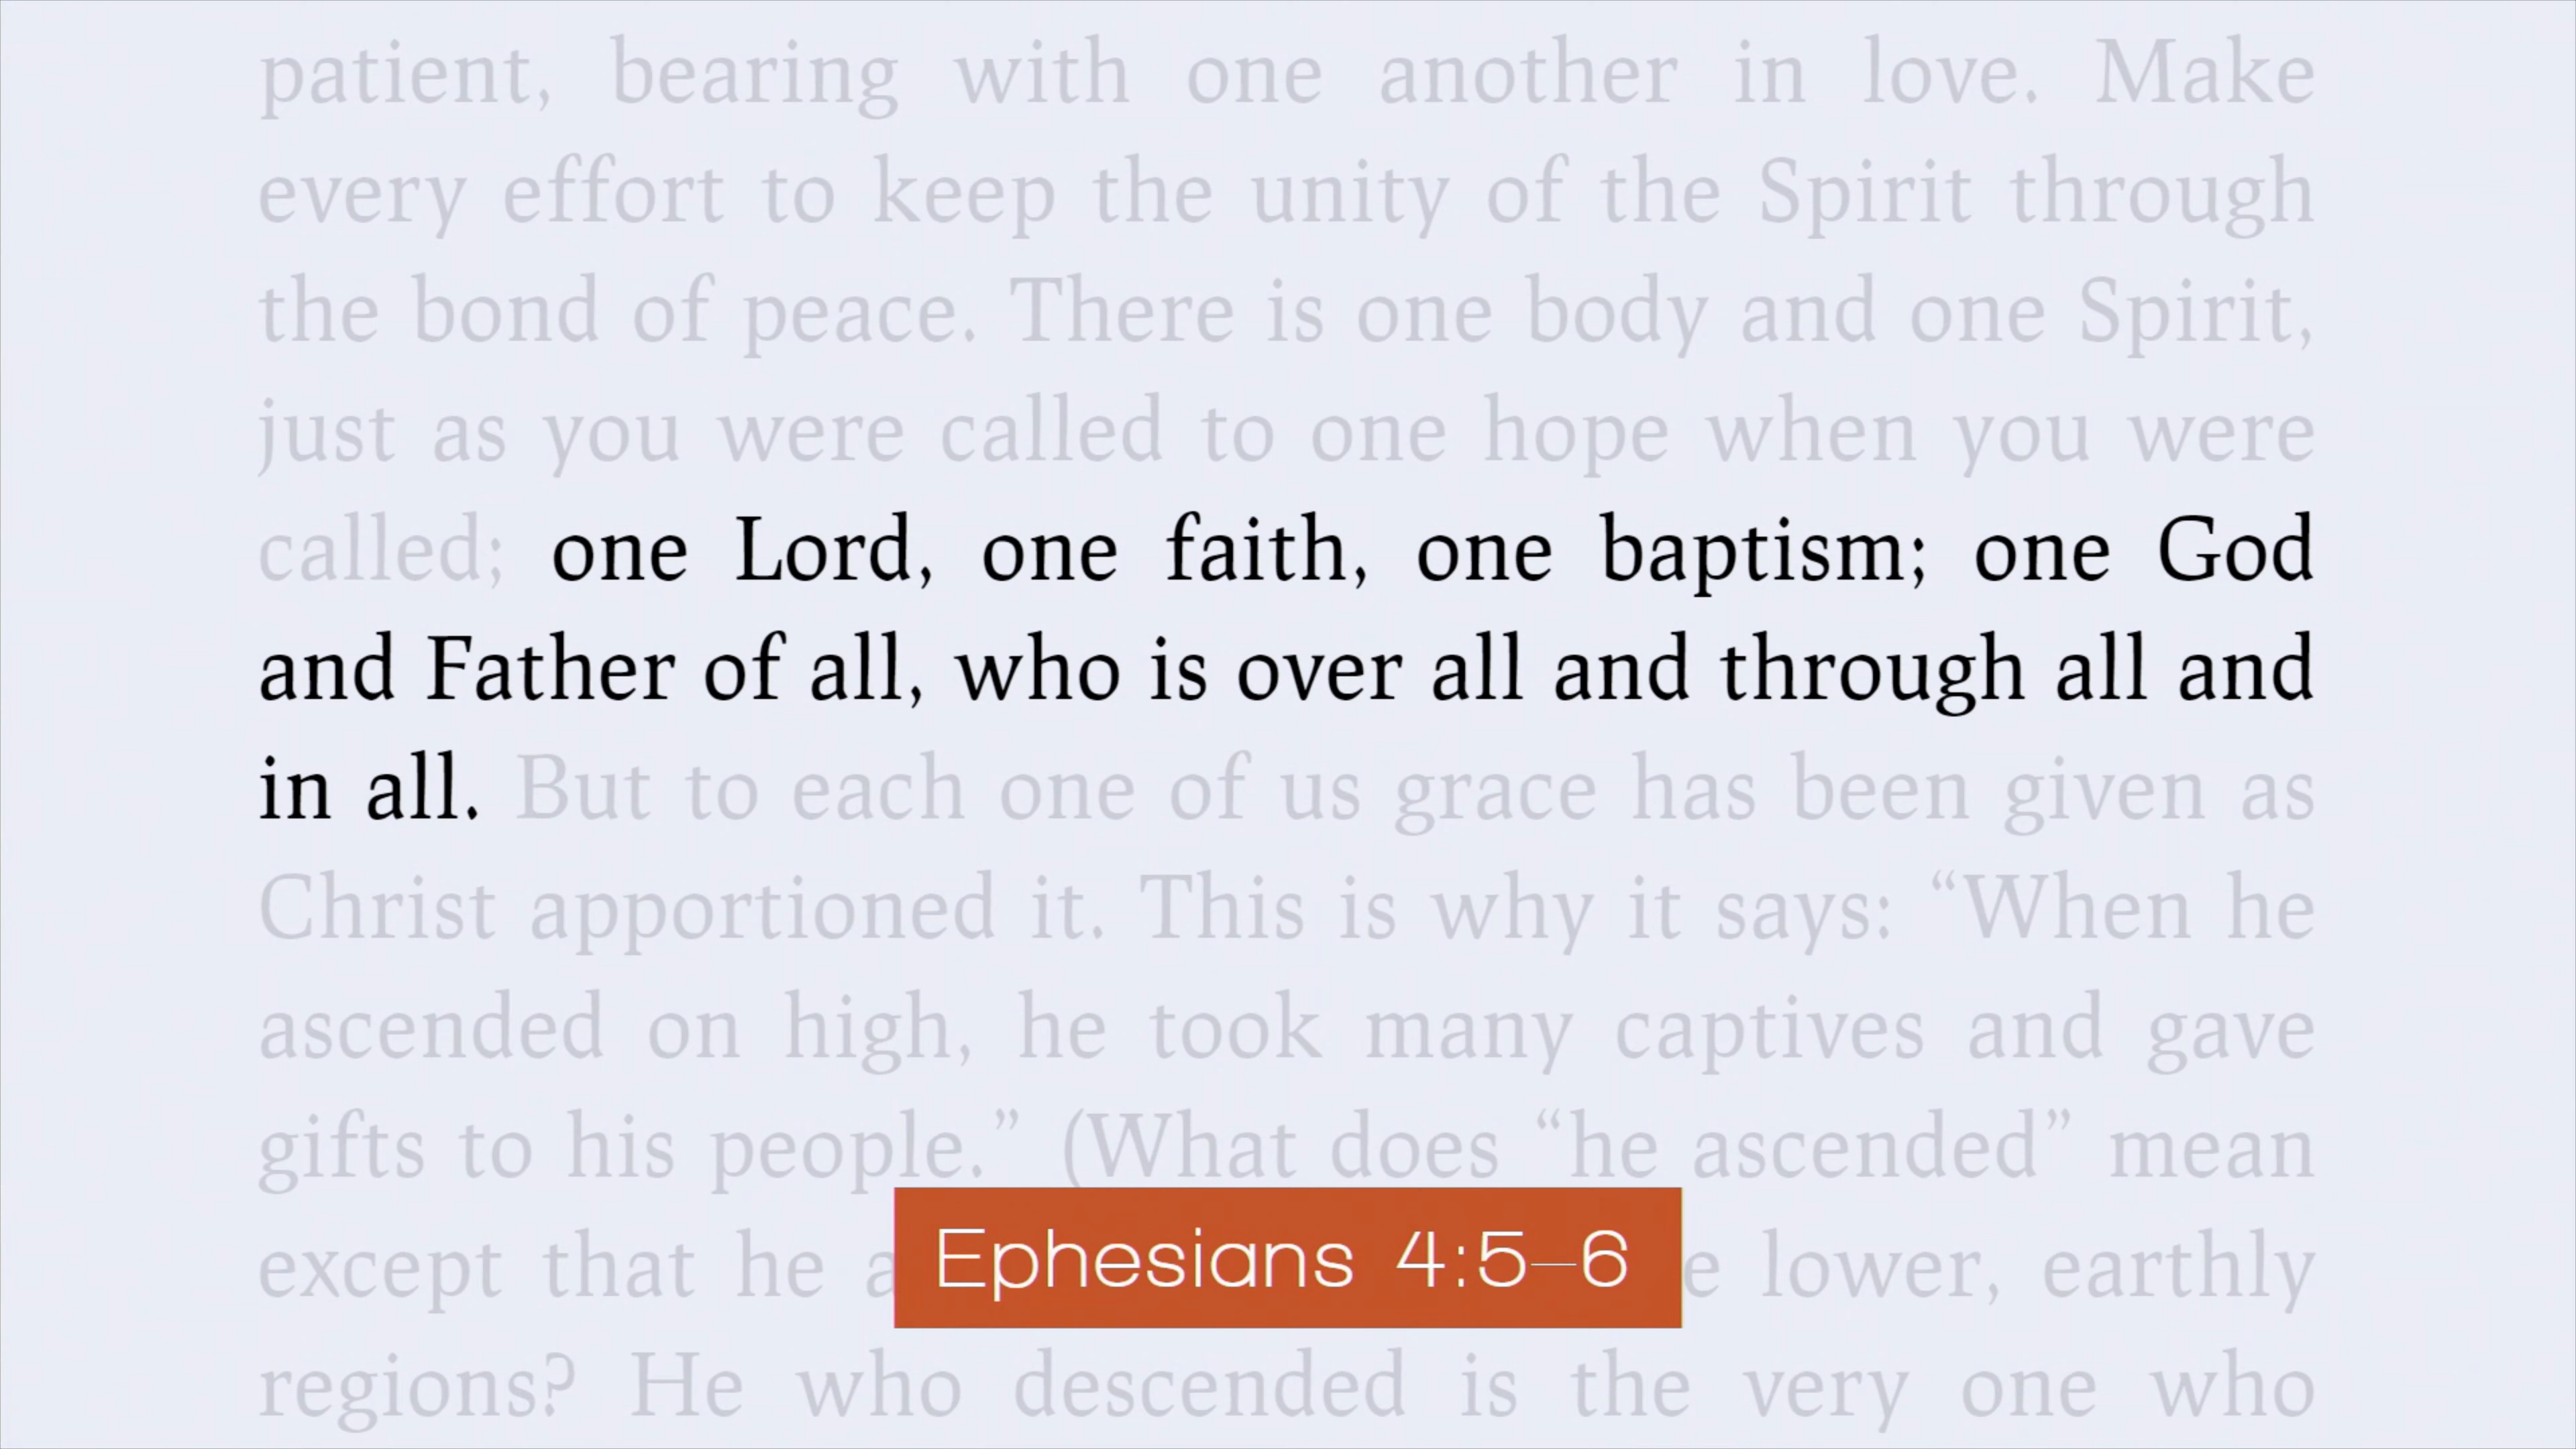 patient, bearing with one another in love. Make
every effort to keep the unity of the Spirit through
the bond of peace. There is one body and one Spirit,
just as you were called to one hope when you were
called; one Lord, one faith, one baptism; one God
and Father of all, who is over all and through all and
in all. But to each one of us grace has been given as
Christ apportioned it. This is why it says: “When he
ascended on high, he took many captives and gave
gifts to his people.” (What does “he ascended” mean
except that he lower, earthly
Ephesians 4:5–6
regions? He who descended is the very one who